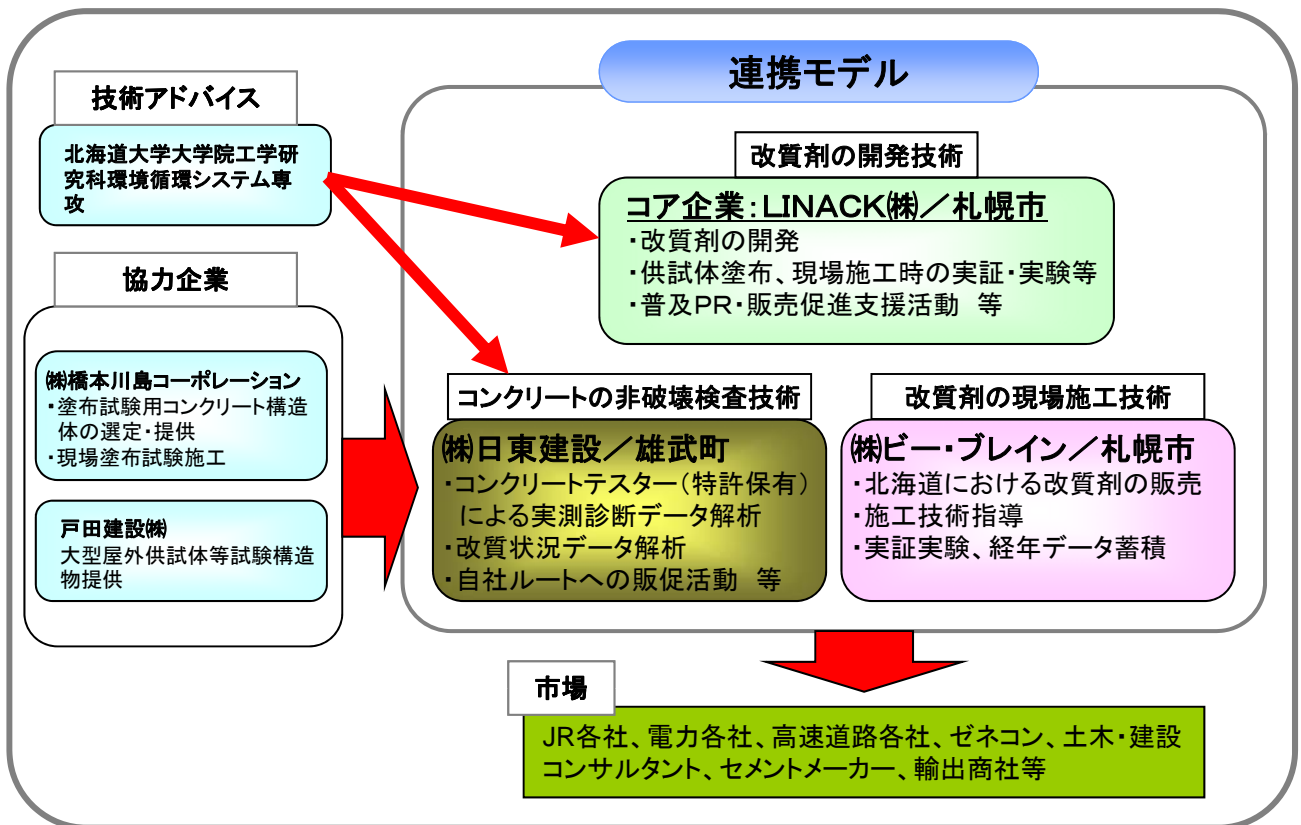 連携モデル
技術アドバイス
北海道大学大学院工学研
究科環境循環システム専
攻
協力企業
㈱橋本川島コーポレーション
・塗布試験用コンクリート構造
体の選定・提供
・現場塗布試験施工
戸田建設㈱
大型屋外供試体等試験構造
物提供
改質剤の開発技術
コア企業：LINACK㈱／札幌市
・改質剤の開発
・供試体塗布、現場施工時の実証・実験等
・普及PR・販売促進支援活動　等
コンクリートの非破壊検査技術
㈱日東建設／雄武町
・コンクリートテスター（特許保有）
による実測診断データ解析
・改質状況データ解析
・自社ルートへの販促活動　等
改質剤の現場施工技術
㈱ビー・ブレイン／札幌市
・北海道における改質剤の販売
・施工技術指導
・実証実験、経年データ蓄積
市場
JR各社、電力各社、高速道路各社、ゼネコン、土木・建設
コンサルタント、セメントメーカー、輸出商社等